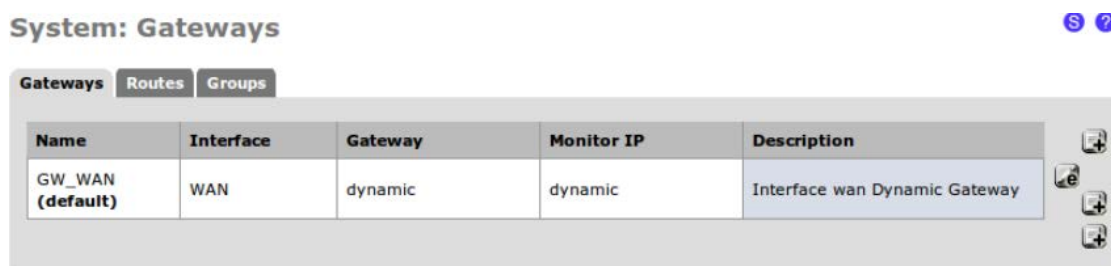 System: Gateways
S ?
Gateways Routes Groups
Name Interface Gateway Monitor IP Description
GW_WAN
(default) WAN dynamic dynamic Interface wan Dynamic Gateway
e